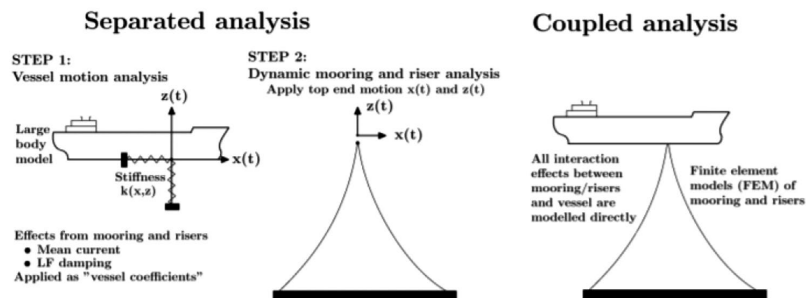 Separated analysis
STEP 1:
Vessel motion analysis
z(t)
Large
body
model
x(t)
Stiffness
k(x,z)
Effects from mooring and risers
• Mean current
• LF damping
Applied as "vessel coefficients"
STEP 2:
Dynamic mooring and riser analysis
Apply top end motion x(t) and z(t)
z(t)
x(t)
Coupled analysis
All interaction
effects between
mooring/risers
and vessel are
modelled directly
Finite element
models (FEM) of
mooring and risers